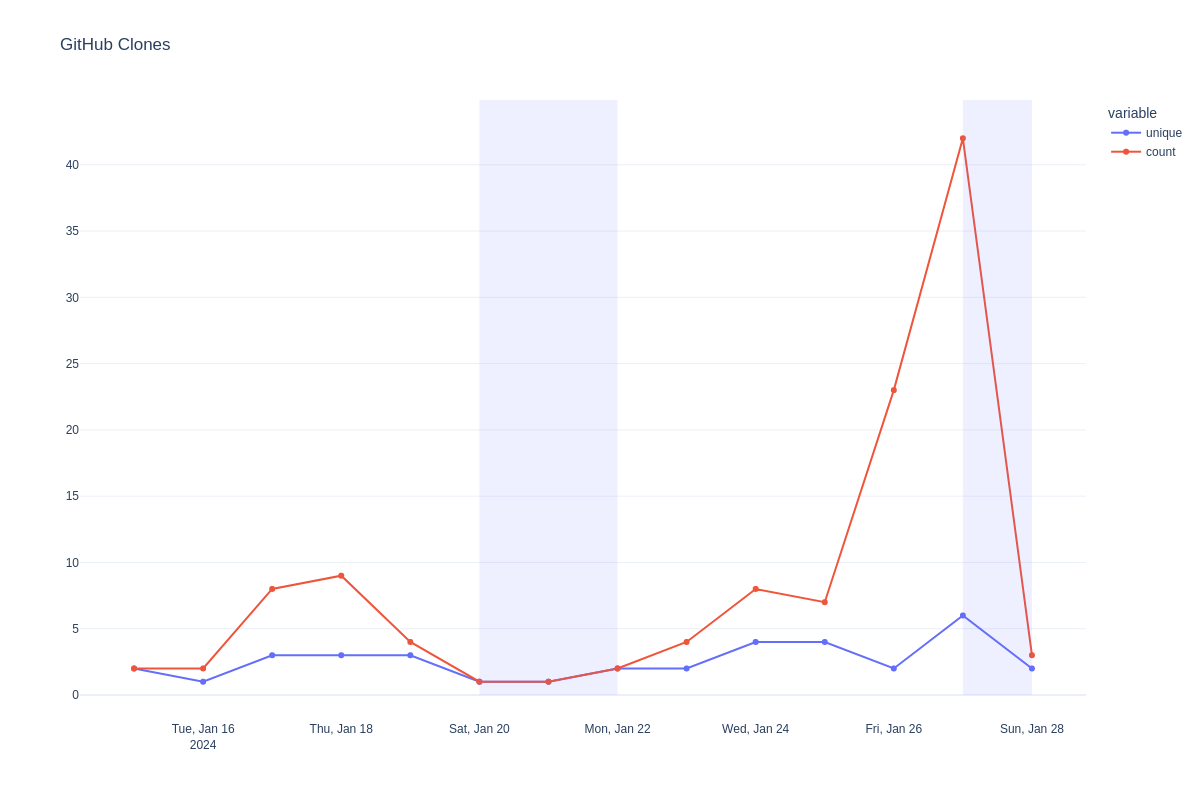 GitHub Clones
variable
unique
count
40
35
30
25
20
15
10
5
0
Tue, Jan 16
2024
Thu, Jan 18
Sat, Jan 20
Mon, Jan 22
Wed, Jan 24
Fri, Jan 26
Sun, Jan 28